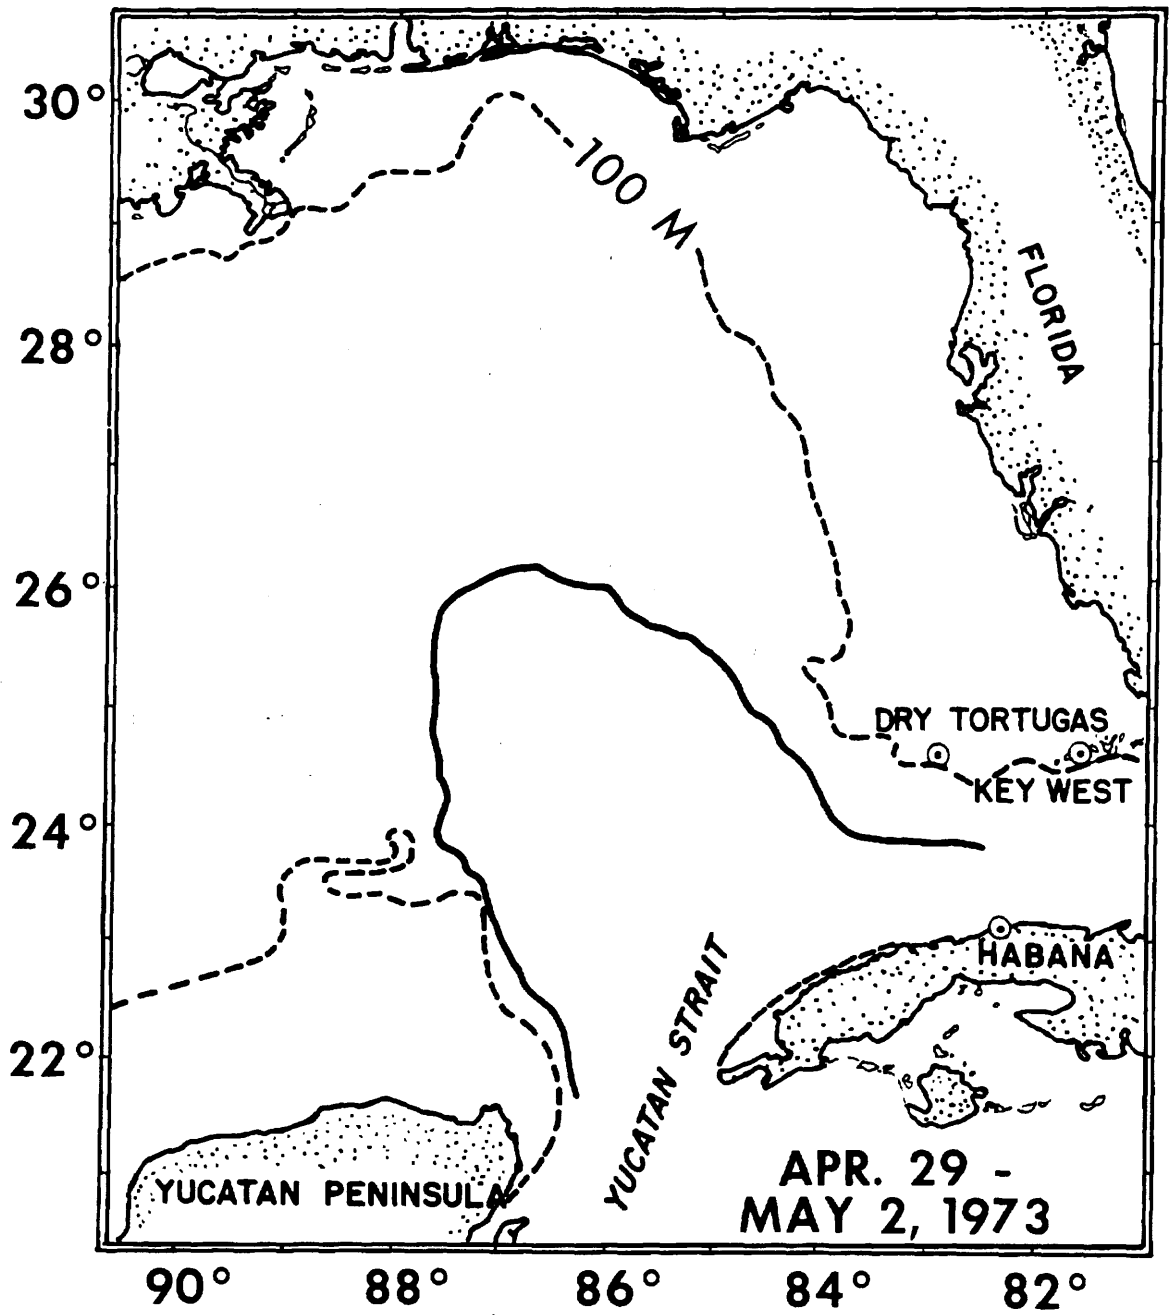 30°
100 M
FLORIDA
28°
26°
DRY TORTUGAS
KEY WEST
24°
HABANA
YUCATAN STRAIT
22°
YUCATAN PENINSULA
APR. 29 -
MAY 2, 1973
90° 88° 86° 84° 82°